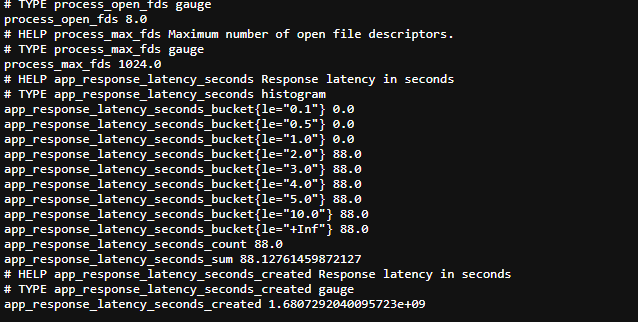 # TYPE process_open_fds gauge
process_open_fds 8.0
# HELP process_max_fds Maximum number of open file descriptors.
# TYPE process_max_fds gauge
process_max_fds 1024.0
# HELP app_response_latency_seconds Response latency in seconds
# TYPE app_response_latency_seconds histogram
app_response_latency_seconds_bucket{le="0.1"} 0.0
app_response_latency_seconds_bucket{le="0.5"} 0.0
app_response_latency_seconds_bucket{le="1.0"} 0.0
app_response_latency_seconds_bucket{le="2.0"} 88.0
app_response_latency_seconds_bucket{le="3.0"} 88.0
app_response_latency_seconds_bucket{le="4.0"} 88.0
app_response_latency_seconds_bucket{le="5.0"} 88.0
app_response_latency_seconds_bucket{le="10.0"} 88.0
app_response_latency_seconds_bucket{le="+Inf"} 88.0
app_response_latency_seconds_count 88.0
app_response_latency_seconds_sum 88.12761459872127
# HELP app_response_latency_seconds_created Response latency in seconds
# TYPE app_response_latency_seconds_created gauge
app_response_latency_seconds_created 1.6807292040095723e+09